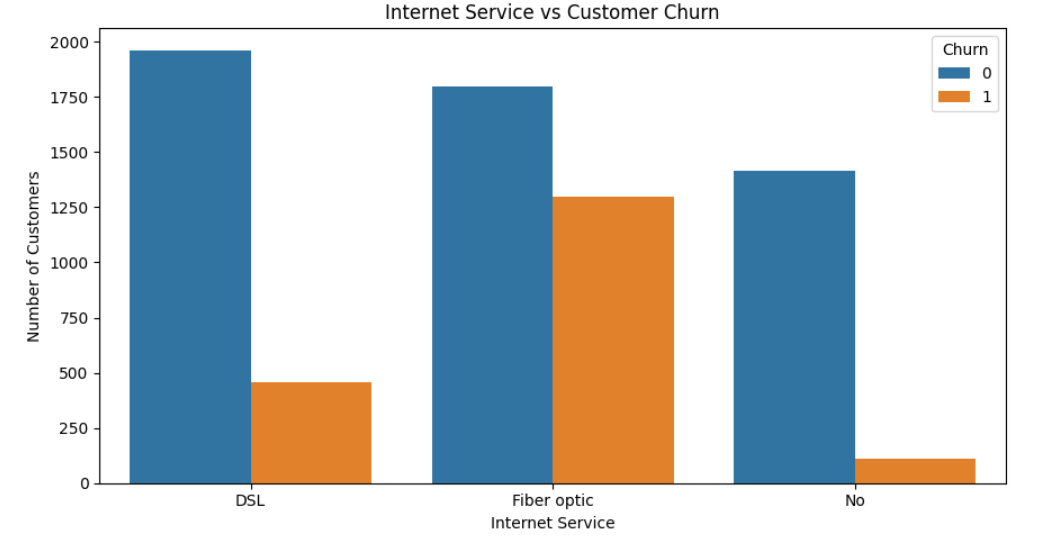 Internet Service vs Customer Churn
Churn
0
1
2000
1750
1500
1250
1000
750
500
250
0
Number of Customers
DSL
Fiber optic
No
Internet Service